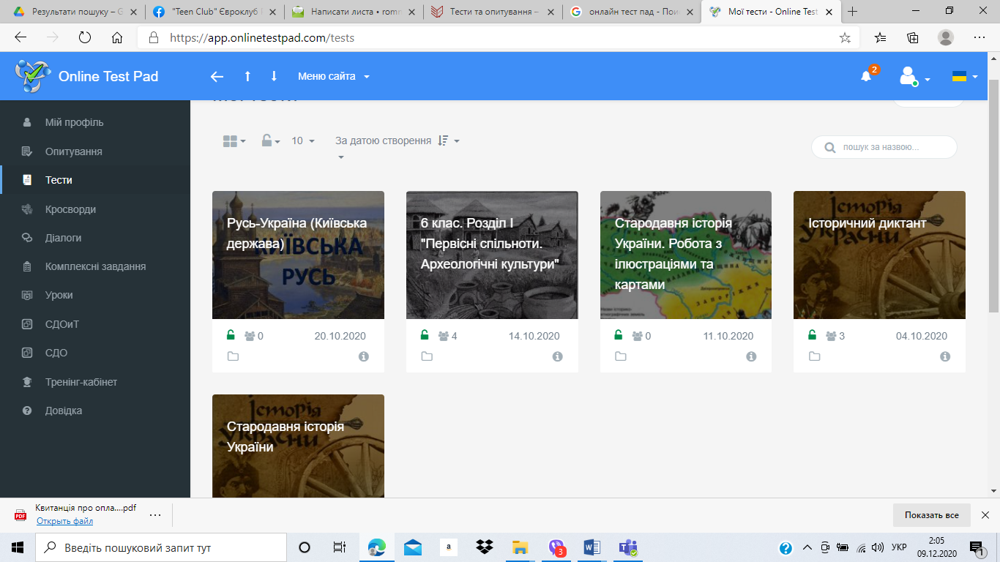 Результати пошуку – G
"Teen Club" Євроклуб Р
Написати листа • romm
Тести та опитування –
онлайн тест пад - Пои
Мої тести - Online Test
https://app.onlinetestpad.com/tests
Online Test Pad
Меню сайта
2
Мій профіль
Опитування
Тести
Кросворди
Діалоги
Комплексні завдання
Уроки
СДОиТ
СДО
Тренінг-кабінет
Довідка
10
За датою створення
пошук за назвою...
Русь-Україна (Київська
держава)
КИЇВСЬКА
РУСЬ
0
20.10.2020
6 клас. Розділ І
"Первісні спільноти.
Археологічні культури"
4
14.10.2020
Стародавня історія
України. Робота з
ілюстраціями та
картами
0
11.10.2020
Історичний диктант
Історія
України
3
04.10.2020
Стародавня історія
України
Історія
України
Квитанція про опла....pdf
Открыть файл
PDF
Показать все
Введіть пошуковий запит тут
a
3
УКР
2:05
09.12.2020
1